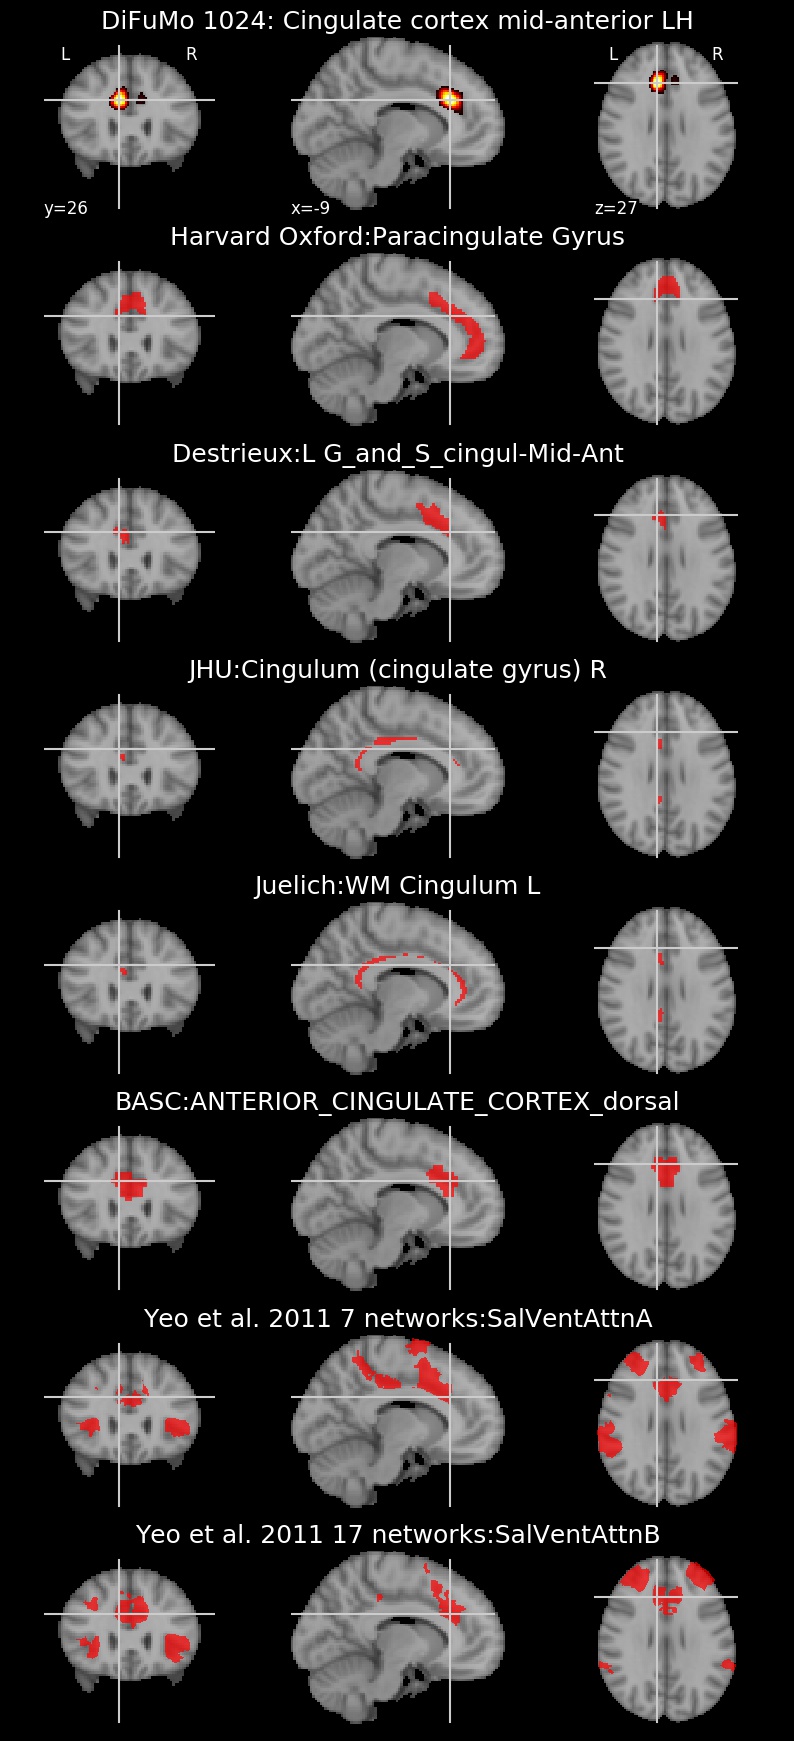 DiFuMo 1024: Cingulate cortex mid-anterior LH
L R L R
y=26 x=-9 z=27
Harvard Oxford:Paracingulate Gyrus
Destrieux:L G_and_S_cingul-Mid-Ant
JHU:Cingulum (cingulate gyrus) R
Juelich:WM Cingulum L
BASC:ANTERIOR_CINGULATE_CORTEX_dorsal
Yeo et al. 2011 7 networks:SalVentAttnA
Yeo et al. 2011 17 networks:SalVentAttnB